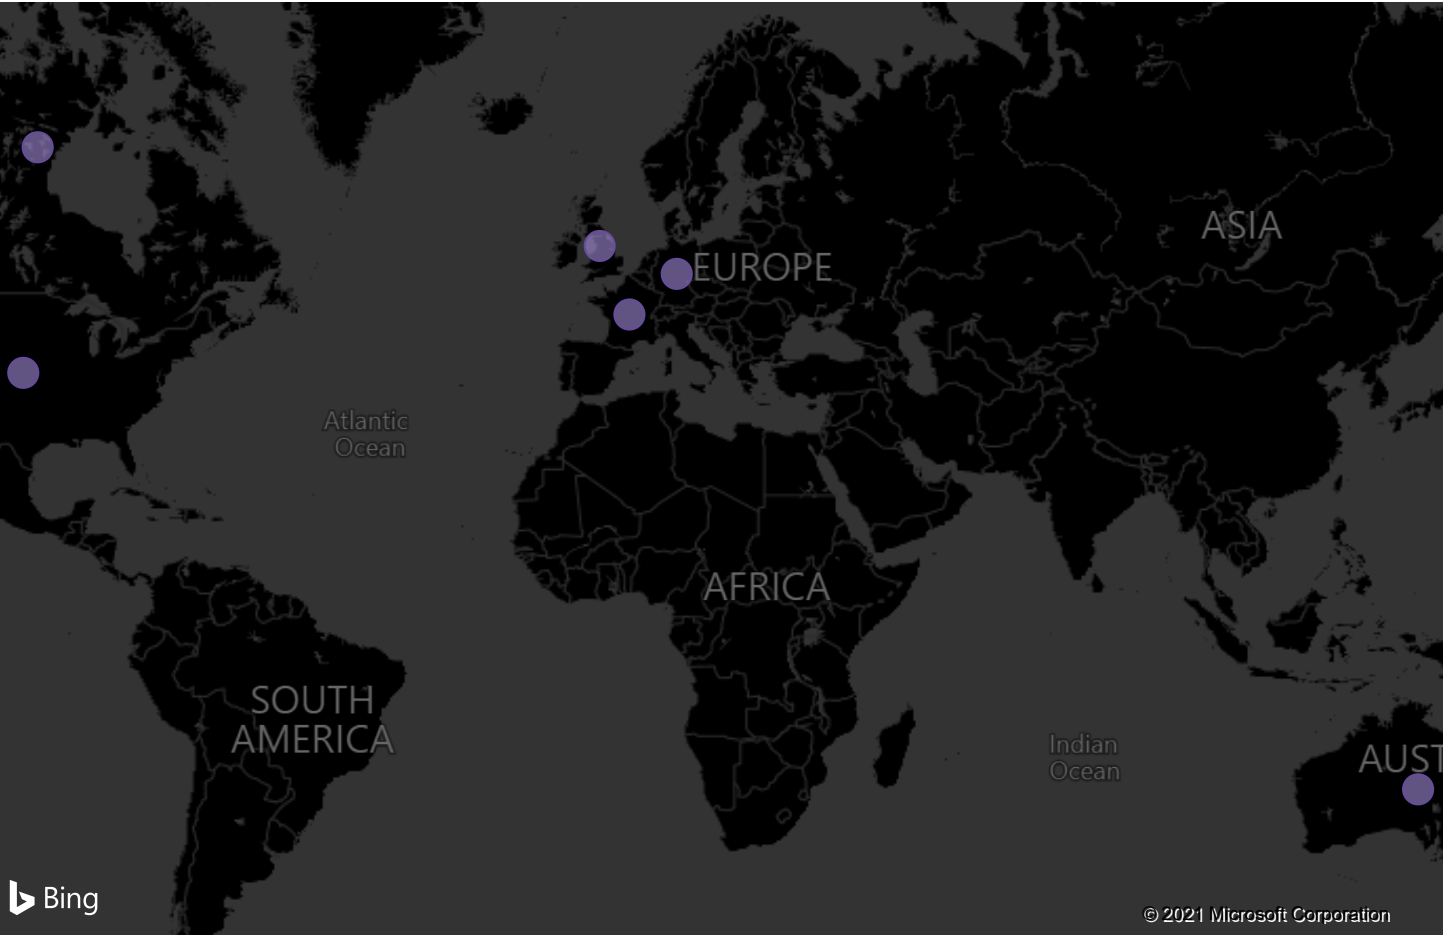 ASIA
EUROPE
Atlantic
Ocean
AFRICA
SOUTH
AMERICA
Indian
Ocean
AUST
Bing
© 2021 Microsoft Corporation